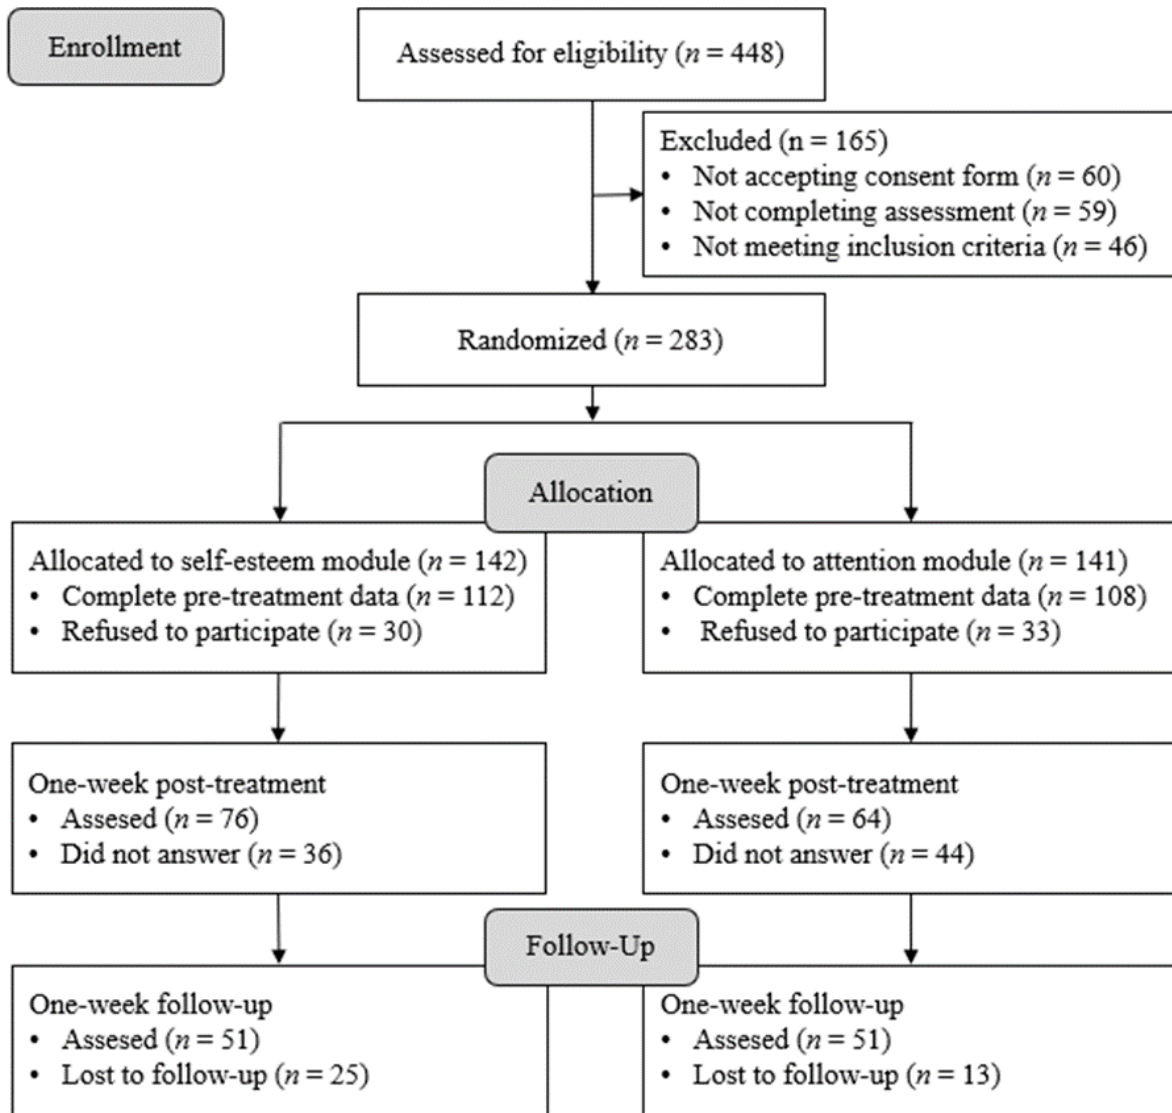 Enrollment
Assessed for eligibility (n = 448)
Excluded (n = 165)
• Not accepting consent form (n = 60)
• Not completing assessment (n = 59)
• Not meeting inclusion criteria (n = 46)
Randomized (n = 283)
Allocation
Allocated to self-esteem module (n = 142)
• Complete pre-treatment data (n = 112)
• Refused to participate (n = 30)
Allocated to attention module (n = 141)
• Complete pre-treatment data (n = 108)
• Refused to participate (n = 33)
One-week post-treatment
• Assesed (n = 76)
• Did not answer (n = 36)
One-week post-treatment
• Assesed (n = 64)
• Did not answer (n = 44)
Follow-Up
One-week follow-up
• Assesed (n = 51)
• Lost to follow-up (n = 25)
One-week follow-up
• Assesed (n = 51)
• Lost to follow-up (n = 13)